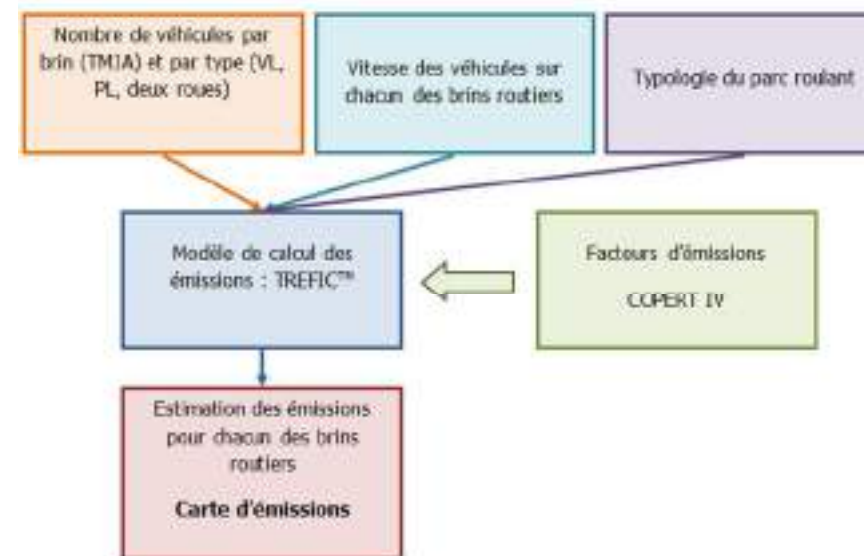 Nombre de véhicules par
brin (TMJA) et par type (VL,
PL, deux roues)
Vitesse des véhicules sur
chacun des brins routiers
Typologie du parc roulant
Modèle de calcul des
émissions : TREFIC™
Facteurs d'émissions
COPERT IV
Estimation des émissions
pour chacun des brins
routiers
Carte d'émissions